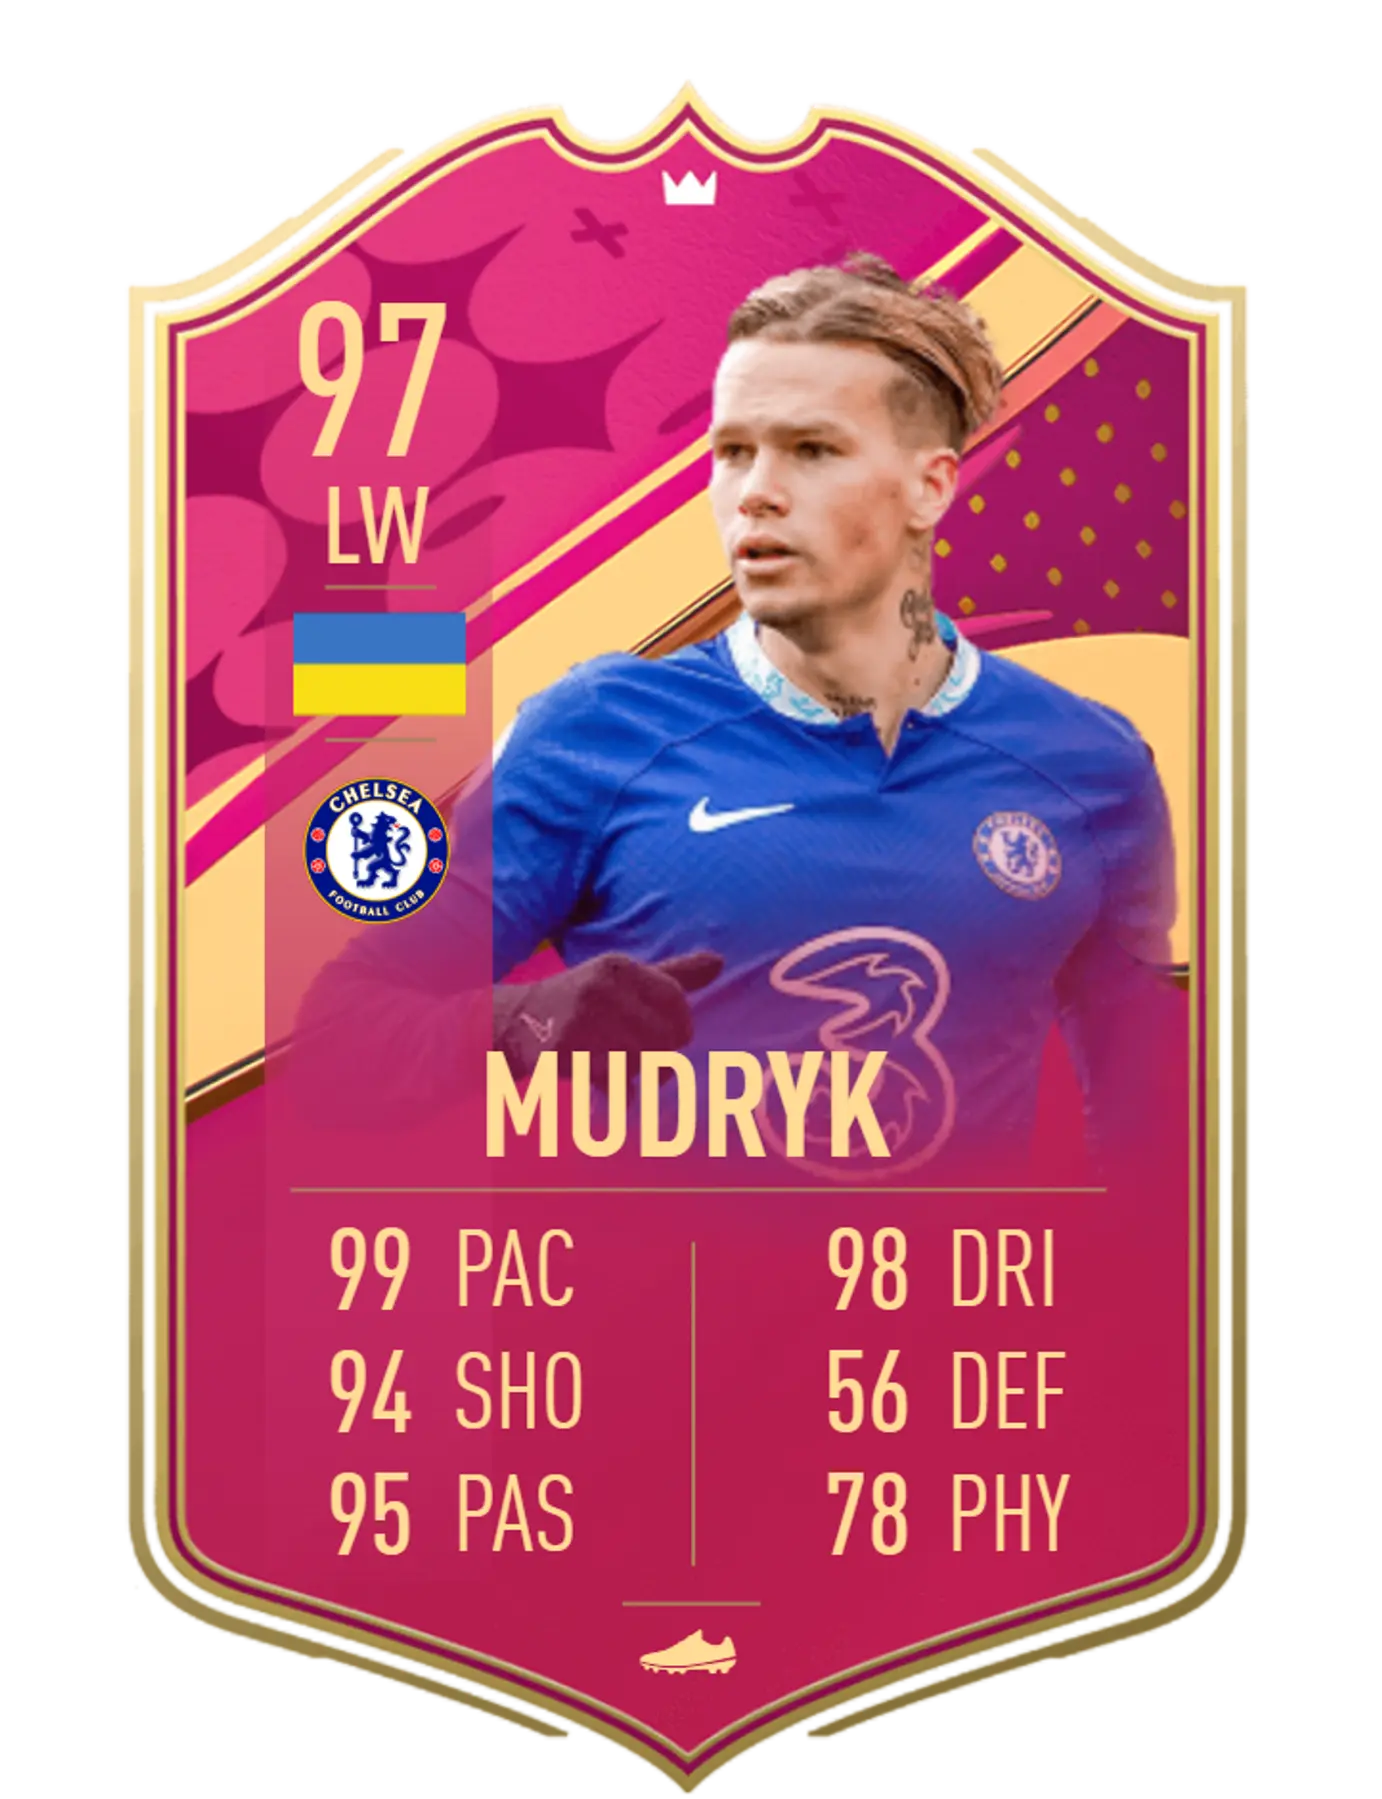 97
LW
CHELSEA
FOOTBALL CLUB
MUDRYK
99 PAC
94 SHO
95 PAS
98 DRI
56 DEF
78 PHY